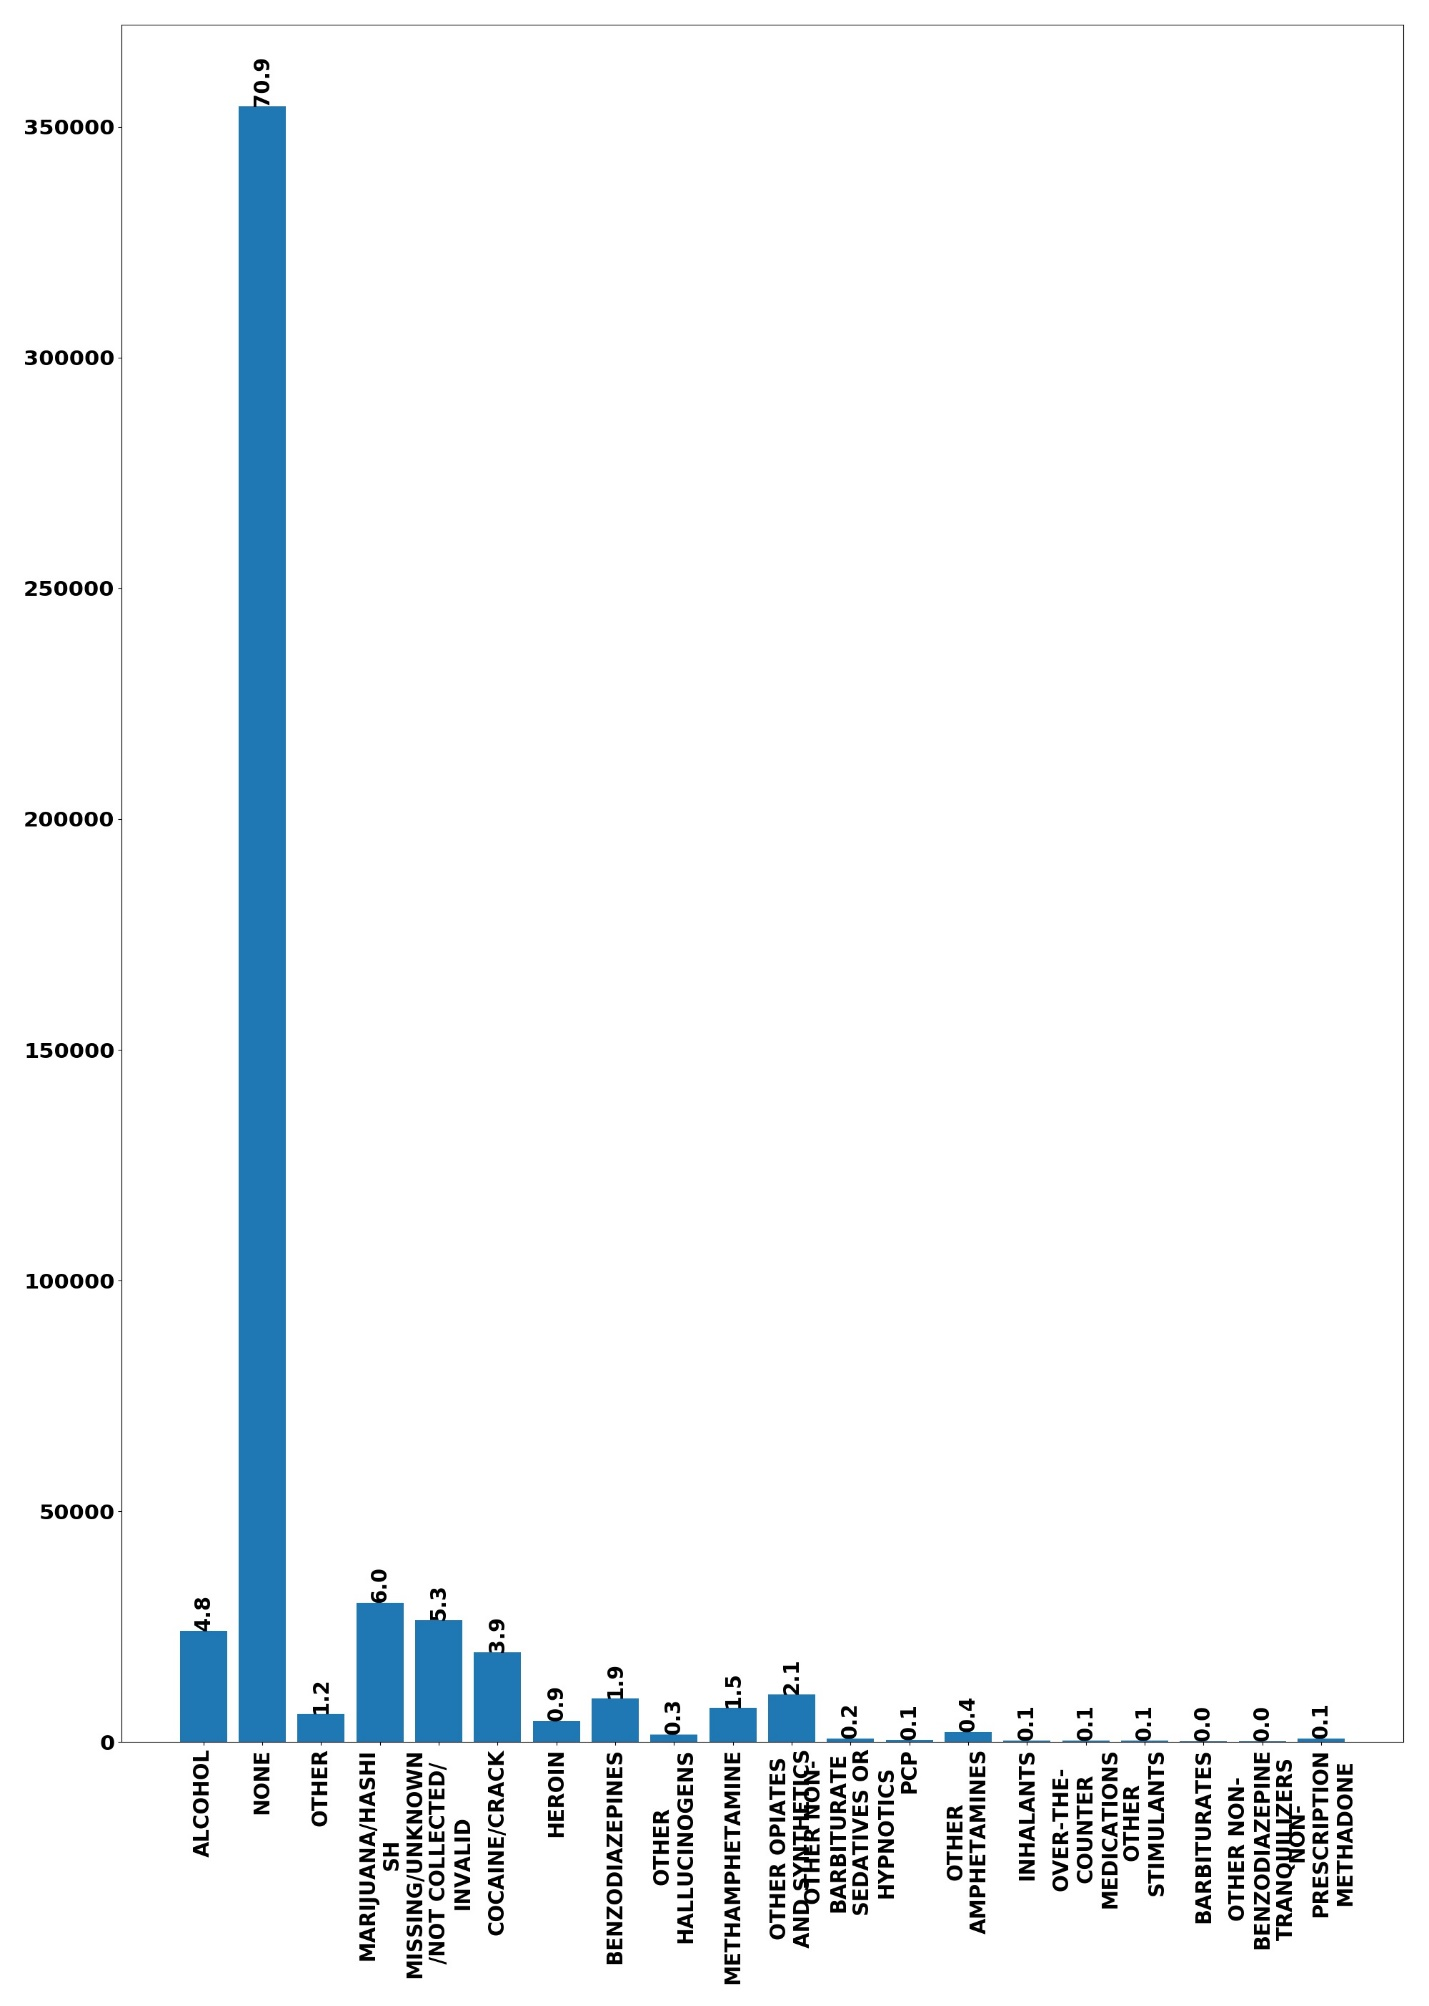 350000
300000
250000
200000
150000
100000
50000
0
4.8
70.9
1.2
6.0
5.3
3.9
0.9
1.9
0.3
1.5
2.1
0.2
0.1
0.4
0.1
0.1
0.1
0.0
0.0
0.1
ALCOHOL
NONE
OTHER
MARIJUANA/HASHI
SH
MISSING/UNKNOWN
/NOT COLLECTED/
INVALID
COCAINE/CRACK
HEROIN
BENZODIAZEPINES
OTHER
HALLUCINOGENS
METHAMPHETAMINE
OTHER OPIATES
AND SYNTHETICS
OTHER NON-
BARBITURATE
SEDATIVES OR
HYPNOTICS
PCP
OTHER
AMPHETAMINES
INHALANTS
OVER-THE-
COUNTER
MEDICATIONS
OTHER
STIMULANTS
BARBITURATES
OTHER NON-
BENZODIAZEPINE
TRANQUILIZERS
NON-
PRESCRIPTION
METHADONE